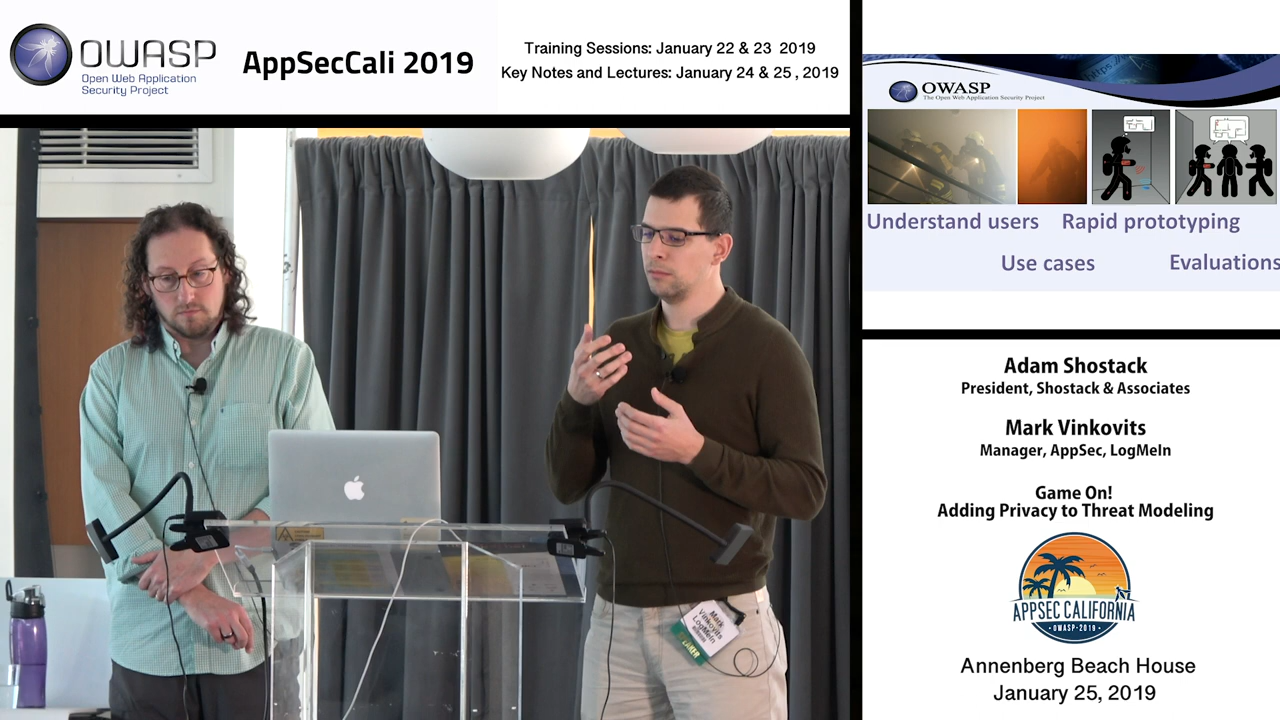 OWASP
Open Web Application
Security Project
AppSecCali 2019
Training Sessions: January 22 & 23 2019
Key Notes and Lectures: January 24 & 25 , 2019
OWASP
The Open Web Application Security Project
Understand users
Rapid prototyping
Use cases
Evaluations
Mark
Vinkovits
LogMeIn
Adam Shostack
President, Shostack & Associates
Mark Vinkovits
Manager, AppSec, LogMeIn
Game On!
Adding Privacy to Threat Modeling
APPSEC CALIFORNIA
•OWASP-2019•
Annenberg Beach House
January 25, 2019